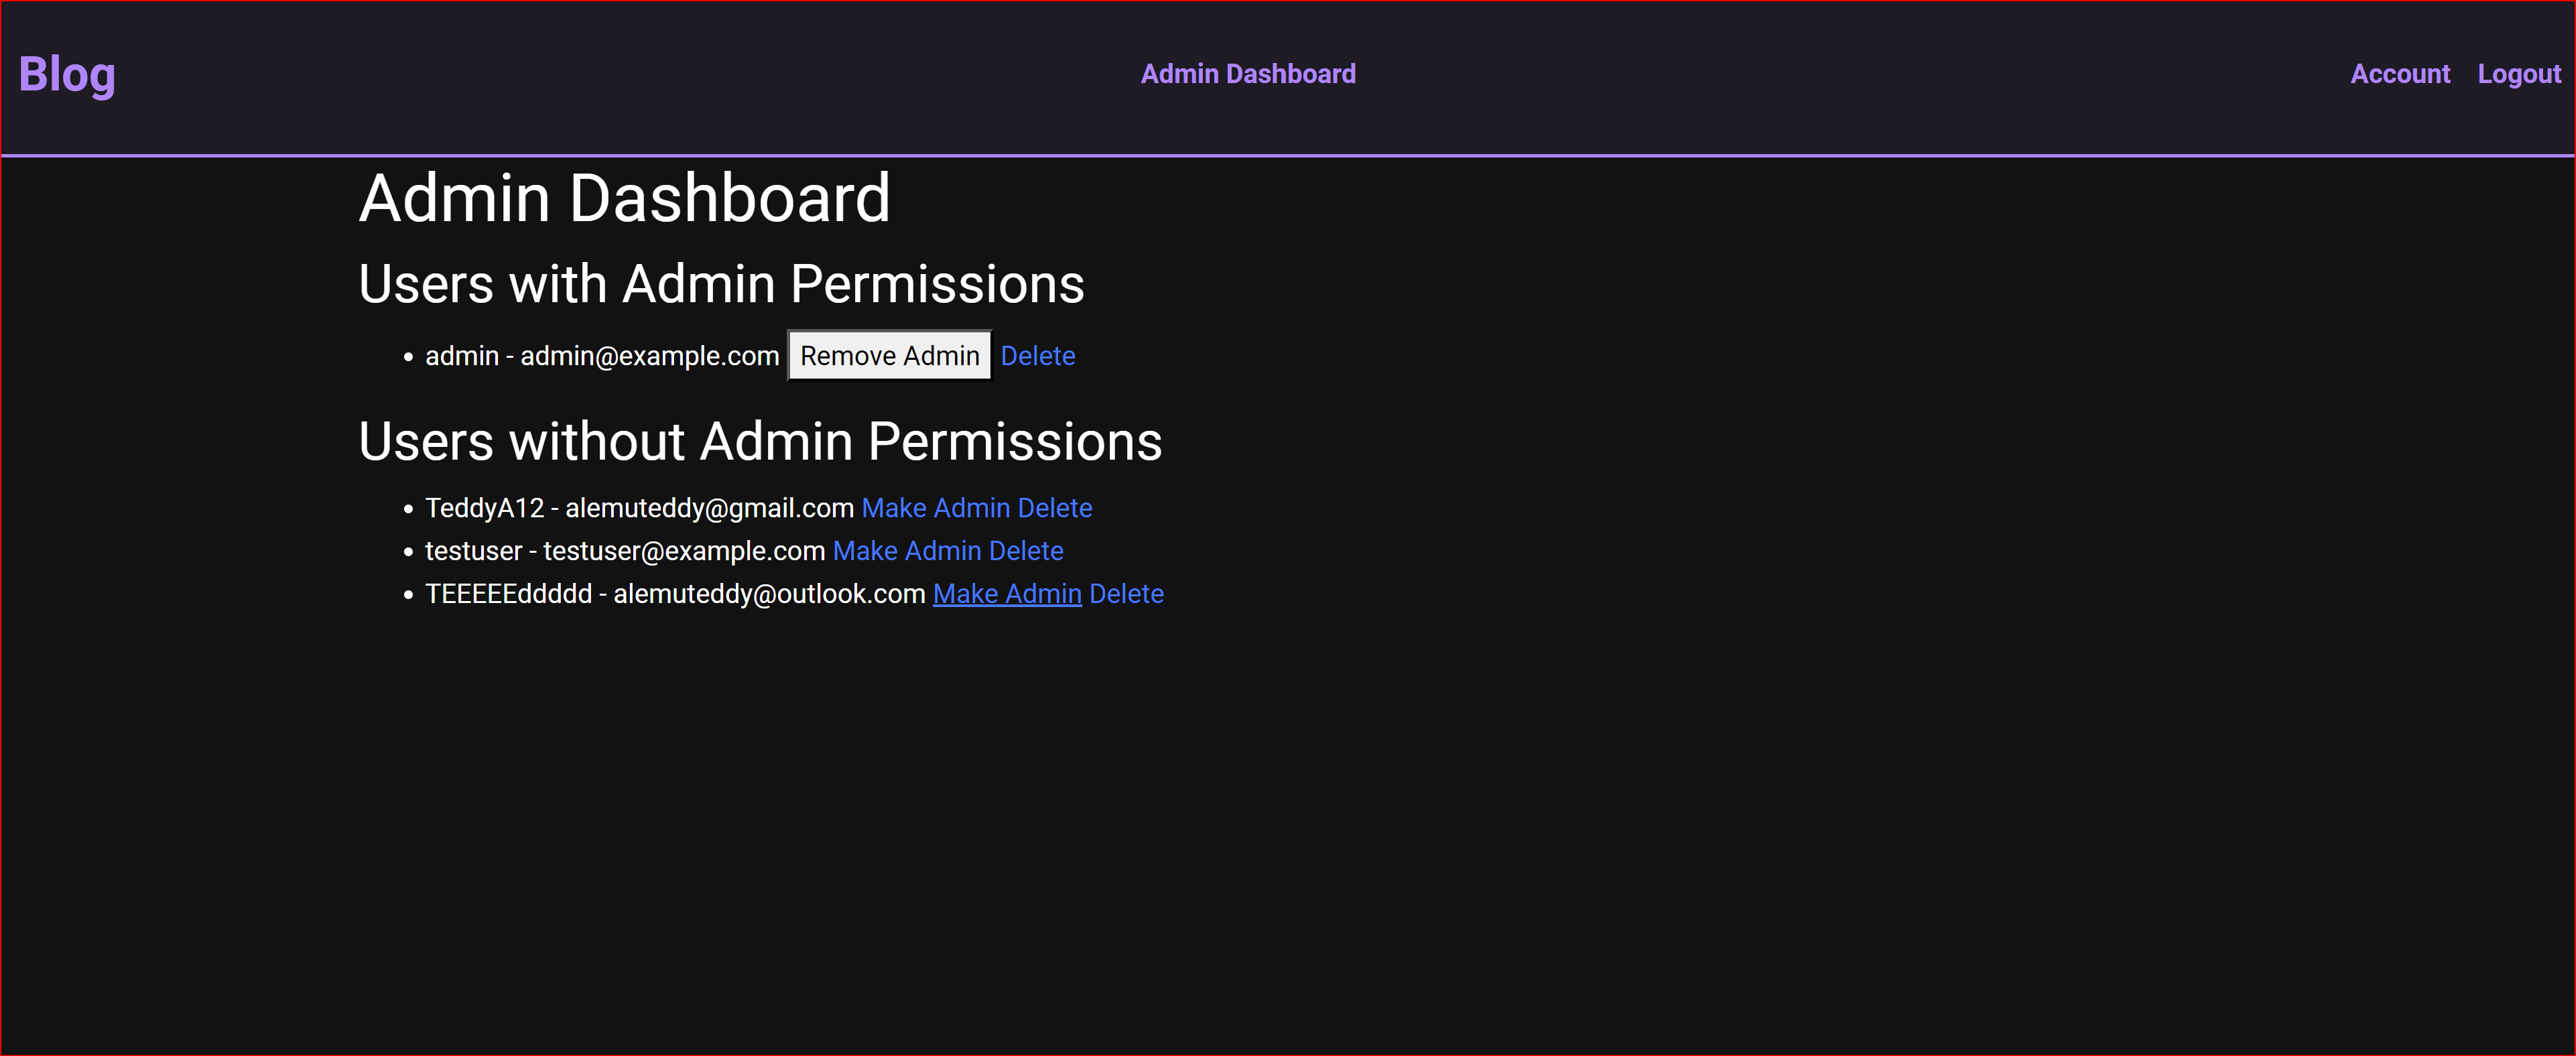 Blog Admin Dashboard Account Logout
Admin Dashboard
Users with Admin Permissions
admin - admin@example.com Remove Admin Delete
Users without Admin Permissions
TeddyA12 - alemuteddy@gmail.com Make Admin Delete
testuser - testuser@example.com Make Admin Delete
TEEEEEddddd - alemuteddy@outlook.com Make Admin Delete